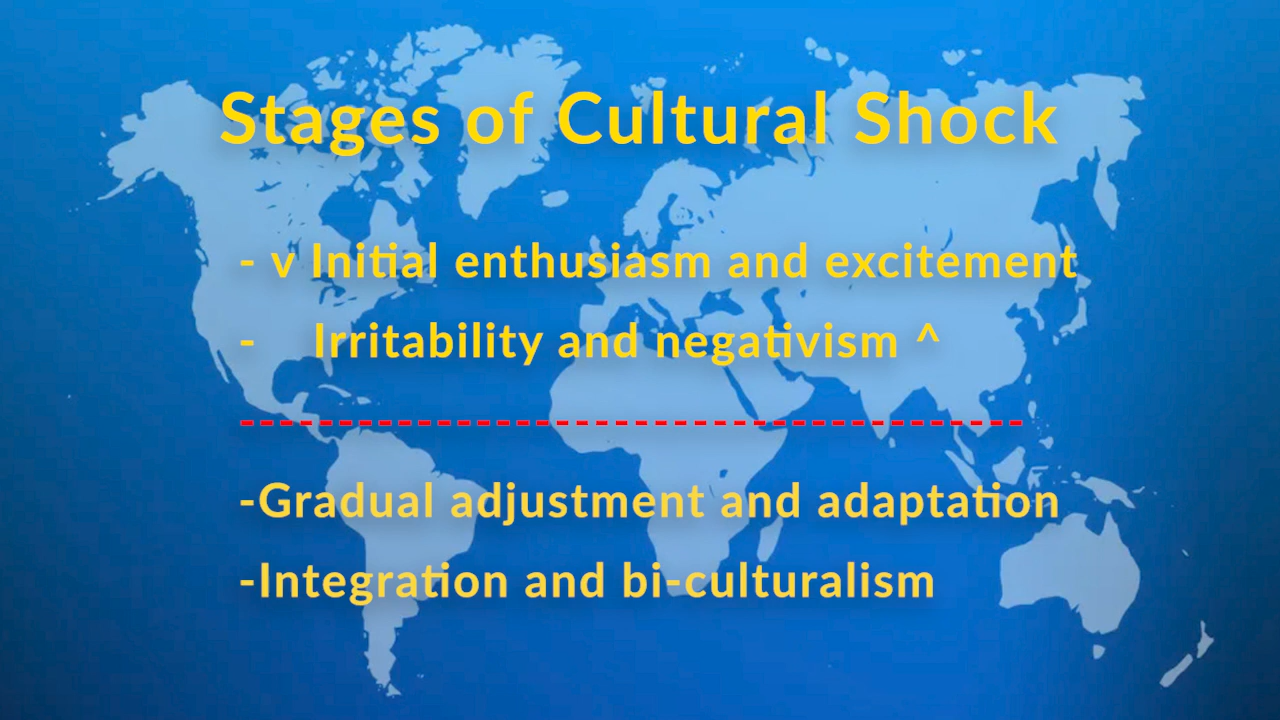 Stages of Cultural Shock
- v Initial enthusiasm and excitement
- Irritability and negativism ^
----------------------------------------
-Gradual adjustment and adaptation
-Integration and bi-culturalism